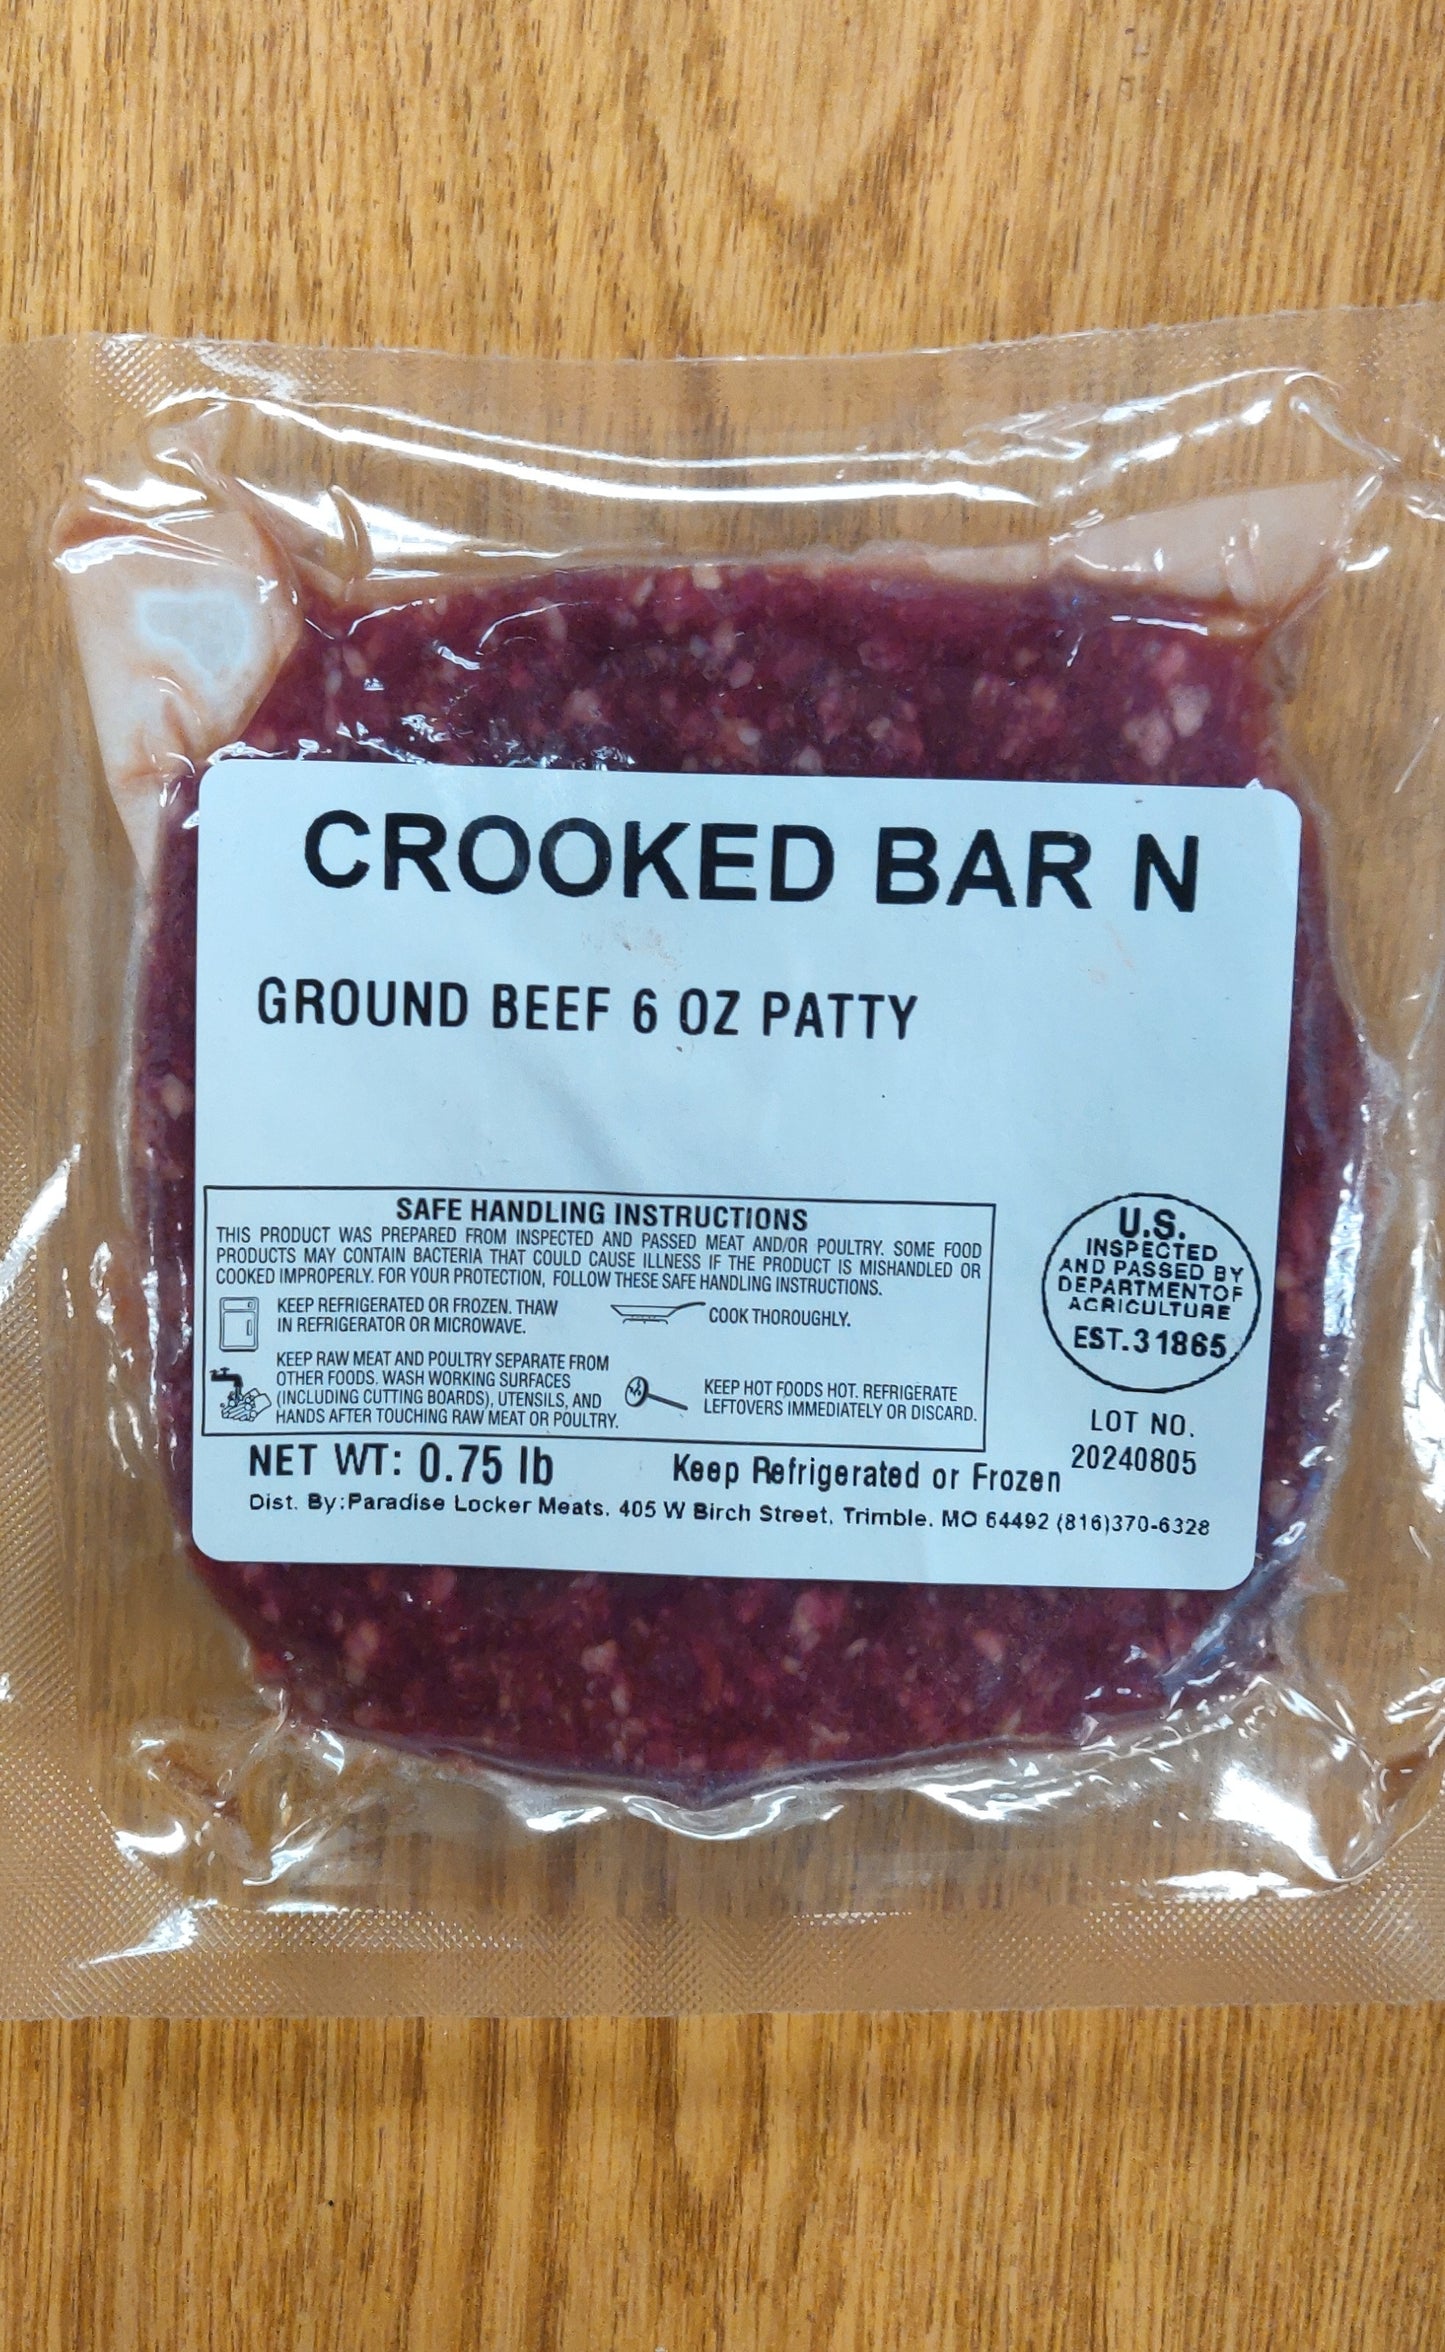 CROOKED BAR N
GROUND BEEF 6 OZ PATTY
SAFE HANDLING INSTRUCTIONS
THIS PRODUCT WAS PREPARED FROM INSPECTED AND PASSED MEAT AND/OR POULTRY. SOME FOOD
PRODUCTS MAY CONTAIN BACTERIA THAT COULD CAUSE ILLNESS IF THE PRODUCT IS MISHANDLED OR
COOKED IMPROPERLY. FOR YOUR PROTECTION, FOLLOW THESE SAFE HANDLING INSTRUCTIONS.
KEEP REFRIGERATED OR FROZEN. THAW
IN REFRIGERATOR OR MICROWAVE.
COOK THOROUGHLY.
KEEP RAW MEAT AND POULTRY SEPARATE FROM
OTHER FOODS. WASH WORKING SURFACES
(INCLUDING CUTTING BOARDS), UTENSILS, AND
HANDS AFTER TOUCHING RAW MEAT OR POULTRY.
KEEP HOT FOODS HOT. REFRIGERATE
LEFTOVERS IMMEDIATELY OR DISCARD.
U.S.
INSPECTED
AND PASSED BY
DEPARTMENTOF
AGRICULTURE
EST.31865
LOT NO.
20240805
NET WT: 0.75 lb
Keep Refrigerated or Frozen
Dist. By:Paradise Locker Meats. 405 W Birch Street, Trimble. MO 64492 (816)370-6328